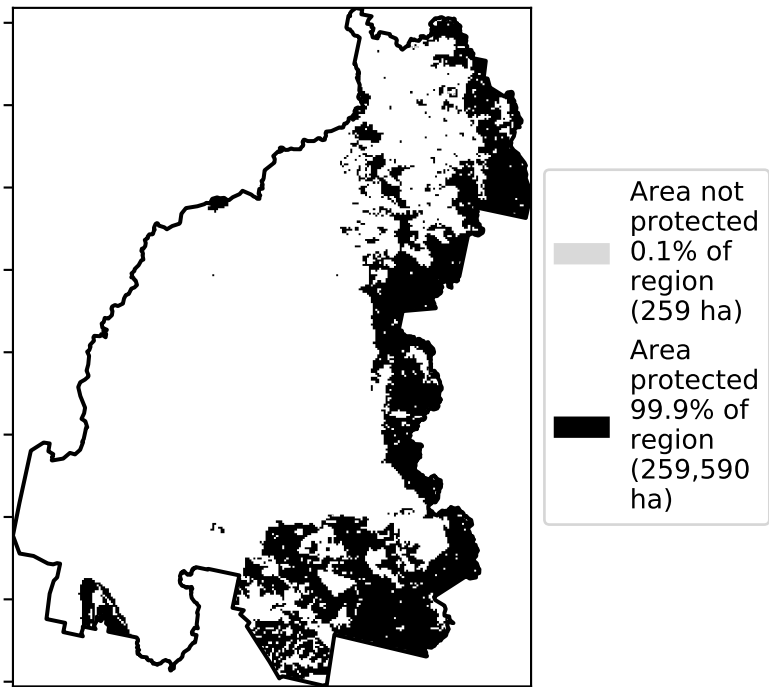 Area not
protected
0.1% of
region
(259 ha)
Area
protected
99.9% of
region
(259,590
ha)